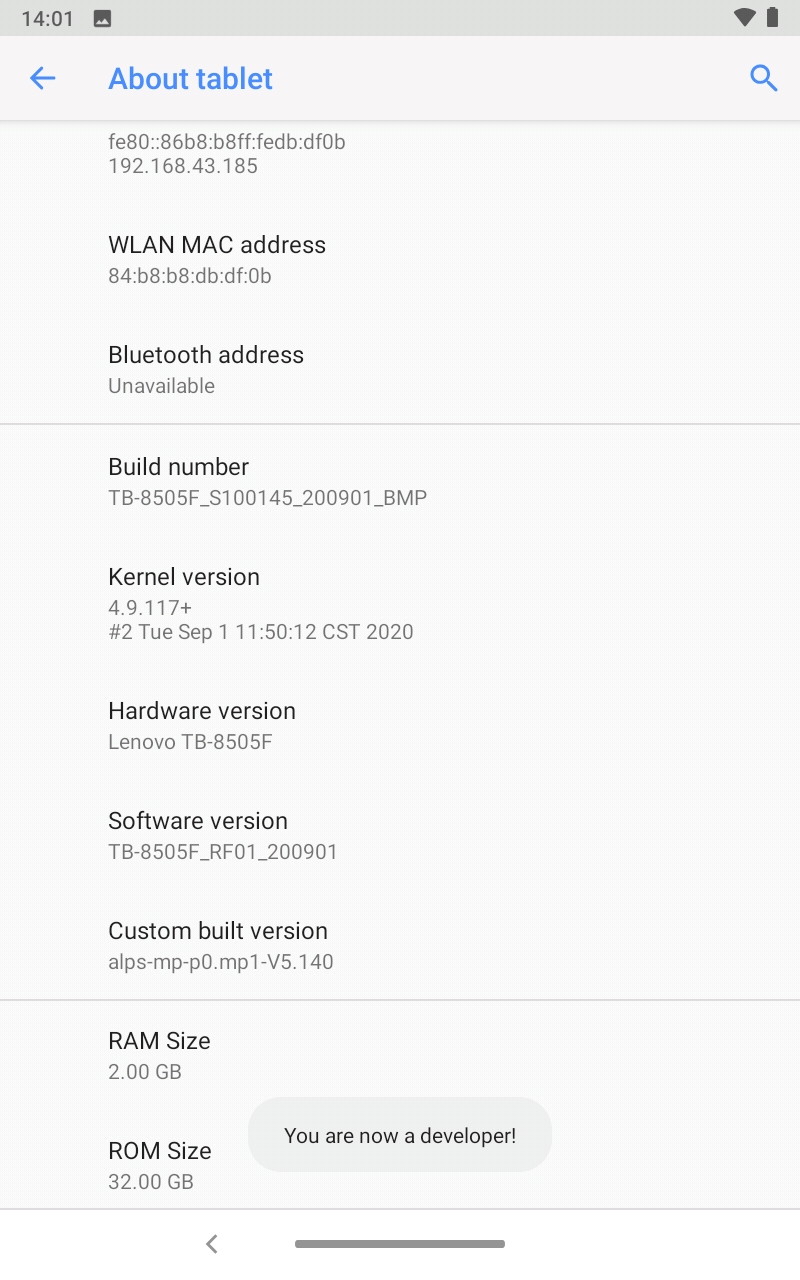 14:01
About tablet
fe80::86b8:b8ff:fedb:df0b
192.168.43.185
WLAN MAC address
84:b8:b8:db:df:0b
Bluetooth address
Unavailable
Build number
TB-8505F_S100145_200901_BMP
Kernel version
4.9.117+
#2 Tue Sep 1 11:50:12 CST 2020
Hardware version
Lenovo TB-8505F
Software version
TB-8505F_RF01_200901
Custom built version
alps-mp-p0.mp1-V5.140
RAM Size
2.00 GB
You are now a developer!
ROM Size
32.00 GB